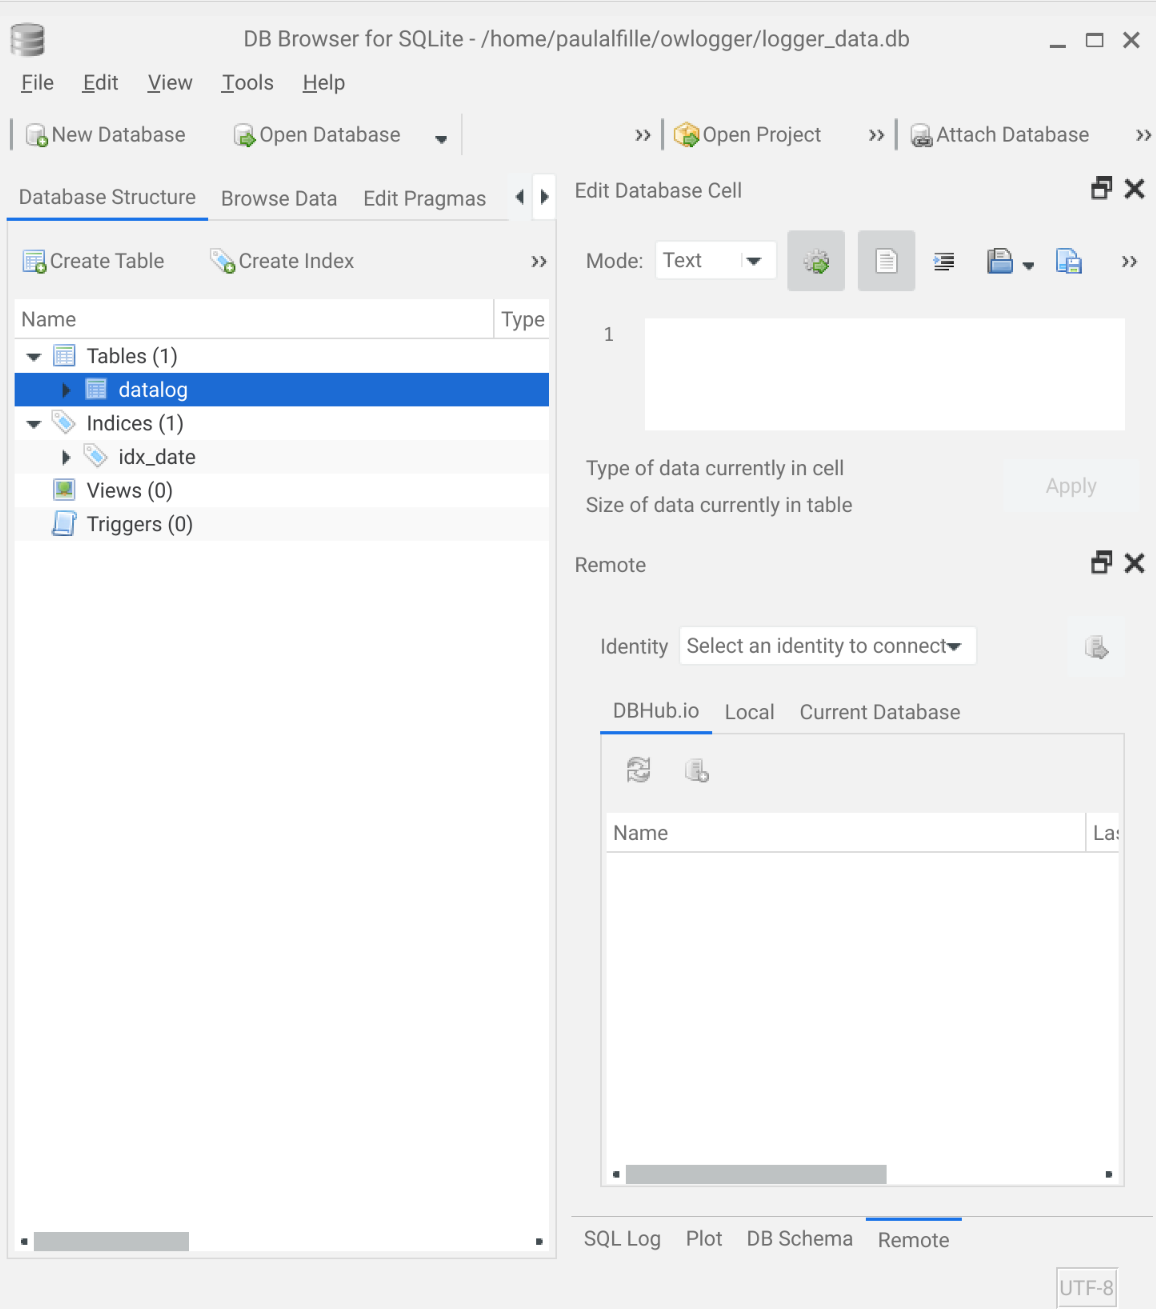 DB Browser for SQLite - /home/paulalfille/owlogger/logger_data.db
File Edit View Tools Help
New Database Open Database Open Project Attach Database
Database Structure Browse Data Edit Pragmas
Create Table Create Index
Name Type
Tables (1)
datalog
Indices (1)
idx_date
Views (0)
Triggers (0)
Edit Database Cell
Mode: Text
1
Type of data currently in cell
Size of data currently in table
Apply
Remote
Identity Select an identity to connect
DBHub.io Local Current Database
Name Las
SQL Log Plot DB Schema Remote
UTF-8